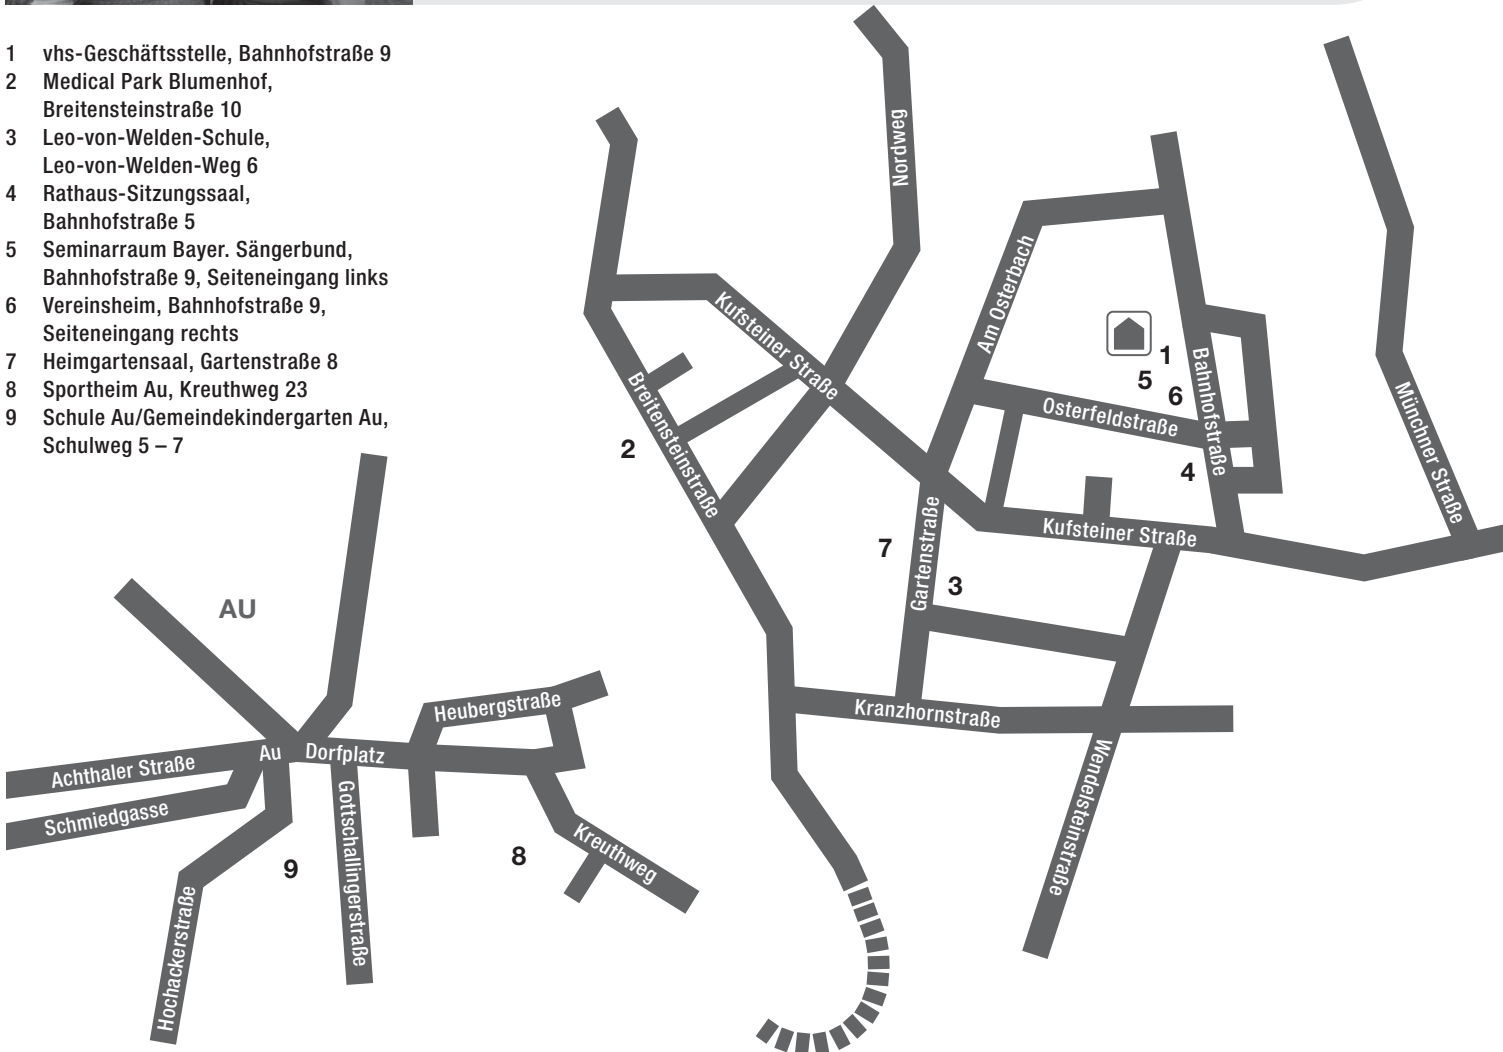 1 vhs-Geschäftsstelle, Bahnhofstraße 9
2 Medical Park Blumenhof,
Breitensteinstraße 10
3 Leo-von-Welden-Schule,
Leo-von-Welden-Weg 6
4 Rathaus-Sitzungssaal,
Bahnhofstraße 5
5 Seminarraum Bayer. Sängerbund,
Bahnhofstraße 9, Seiteneingang links
6 Vereinsheim, Bahnhofstraße 9,
Seiteneingang rechts
7 Heimgartensaal, Gartenstraße 8
8 Sportheim Au, Kreuthweg 23
9 Schule Au/Gemeindekindergarten Au,
Schulweg 5 – 7
Nordweg
Am Osterbach
Kufsteiner Straße
Breitensteinstraße
2
1
5
6
Bahnhofstraße
Osterfeldstraße
4
Münchner Straße
Kufsteiner Straße
7
Gartenstraße
3
Kranzhornstraße
Wendelsteinstraße
AU
Heubergstraße
Achthaler Straße
Au
Dorfplatz
Schmiedgasse
Gottschallingerstraße
Kreuthweg
8
9
Hochackerstraße